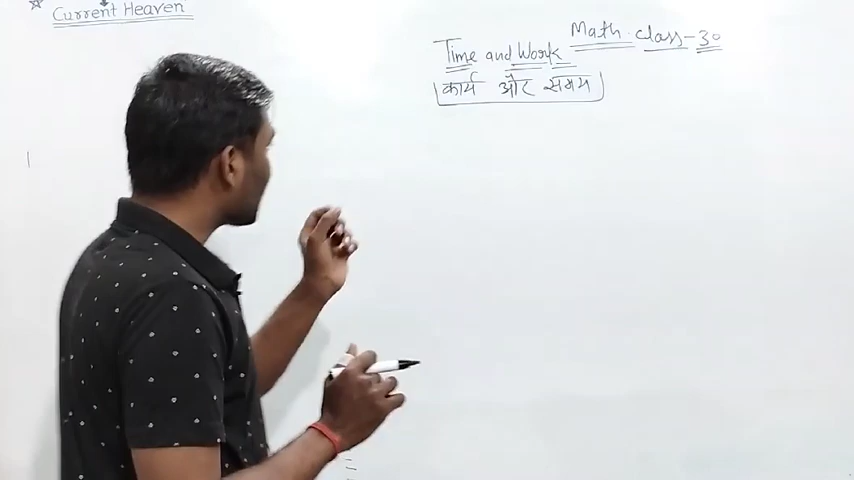 Current Heaven
Math. class-30
Time and Work
कार्य और समय